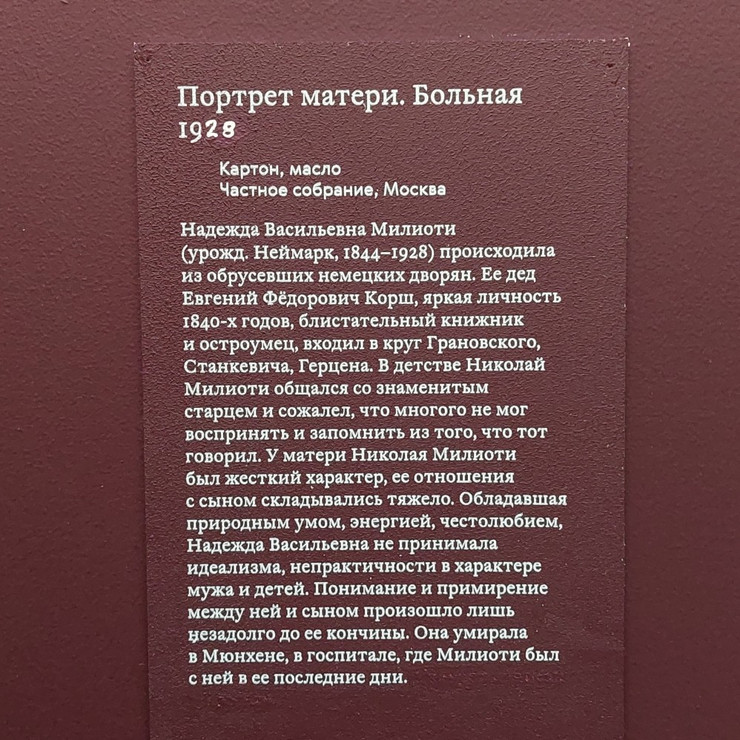 Портрет матери. Больная
1928
Картон, масло
Частное собрание, Москва
Надежда Васильевна Милиоти
(урожд. Неймарк, 1844–1928) происходила
из обрусевших немецких дворян. Ее дед
Евгений Фёдорович Корш, яркая личность
1840-х годов, блистательный книжник
и остроумец, входил в круг Грановского,
Станкевича, Герцена. В детстве Николай
Милиоти общался со знаменитым
старцем и сожалел, что многого не мог
воспринять и запомнить из того, что тот
говорил. У матери Николая Милиоти
был жесткий характер, ее отношения
с сыном складывались тяжело. Обладавшая
природным умом, энергией, честолюбием,
Надежда Васильевна не принимала
идеализма, непрактичности в характере
мужа и детей. Понимание и примирение
между ней и сыном произошло лишь
незадолго до ее кончины. Она умирала
в Мюнхене, в госпитале, где Милиоти был
с ней в ее последние дни.